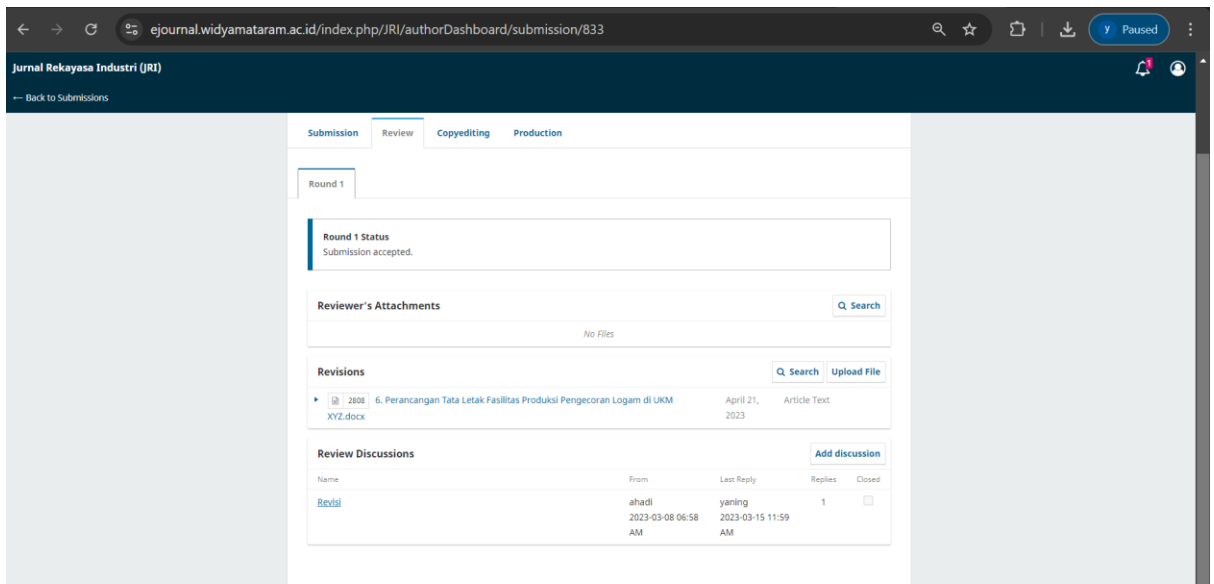 ejournal.widyamataram.ac.id/index.php/JRI/authorDashboard/submission/833
y Paused
Jurnal Rekayasa Industri (JRI)
1
← Back to Submissions
Submission Review Copyediting Production
Round 1
Round 1 Status
Submission accepted.
Reviewer's Attachments Search
No Files
Revisions Search Upload File
2808 6. Perancangan Tata Letak Fasilitas Produksi Pengecoran Logam di UKM April 21, Article Text
XYZ.docx 2023
Review Discussions Add discussion
Name From Last Reply Replies Closed
Revisi ahadi yaning 1
2023-03-08 06:58 2023-03-15 11:59
AM AM